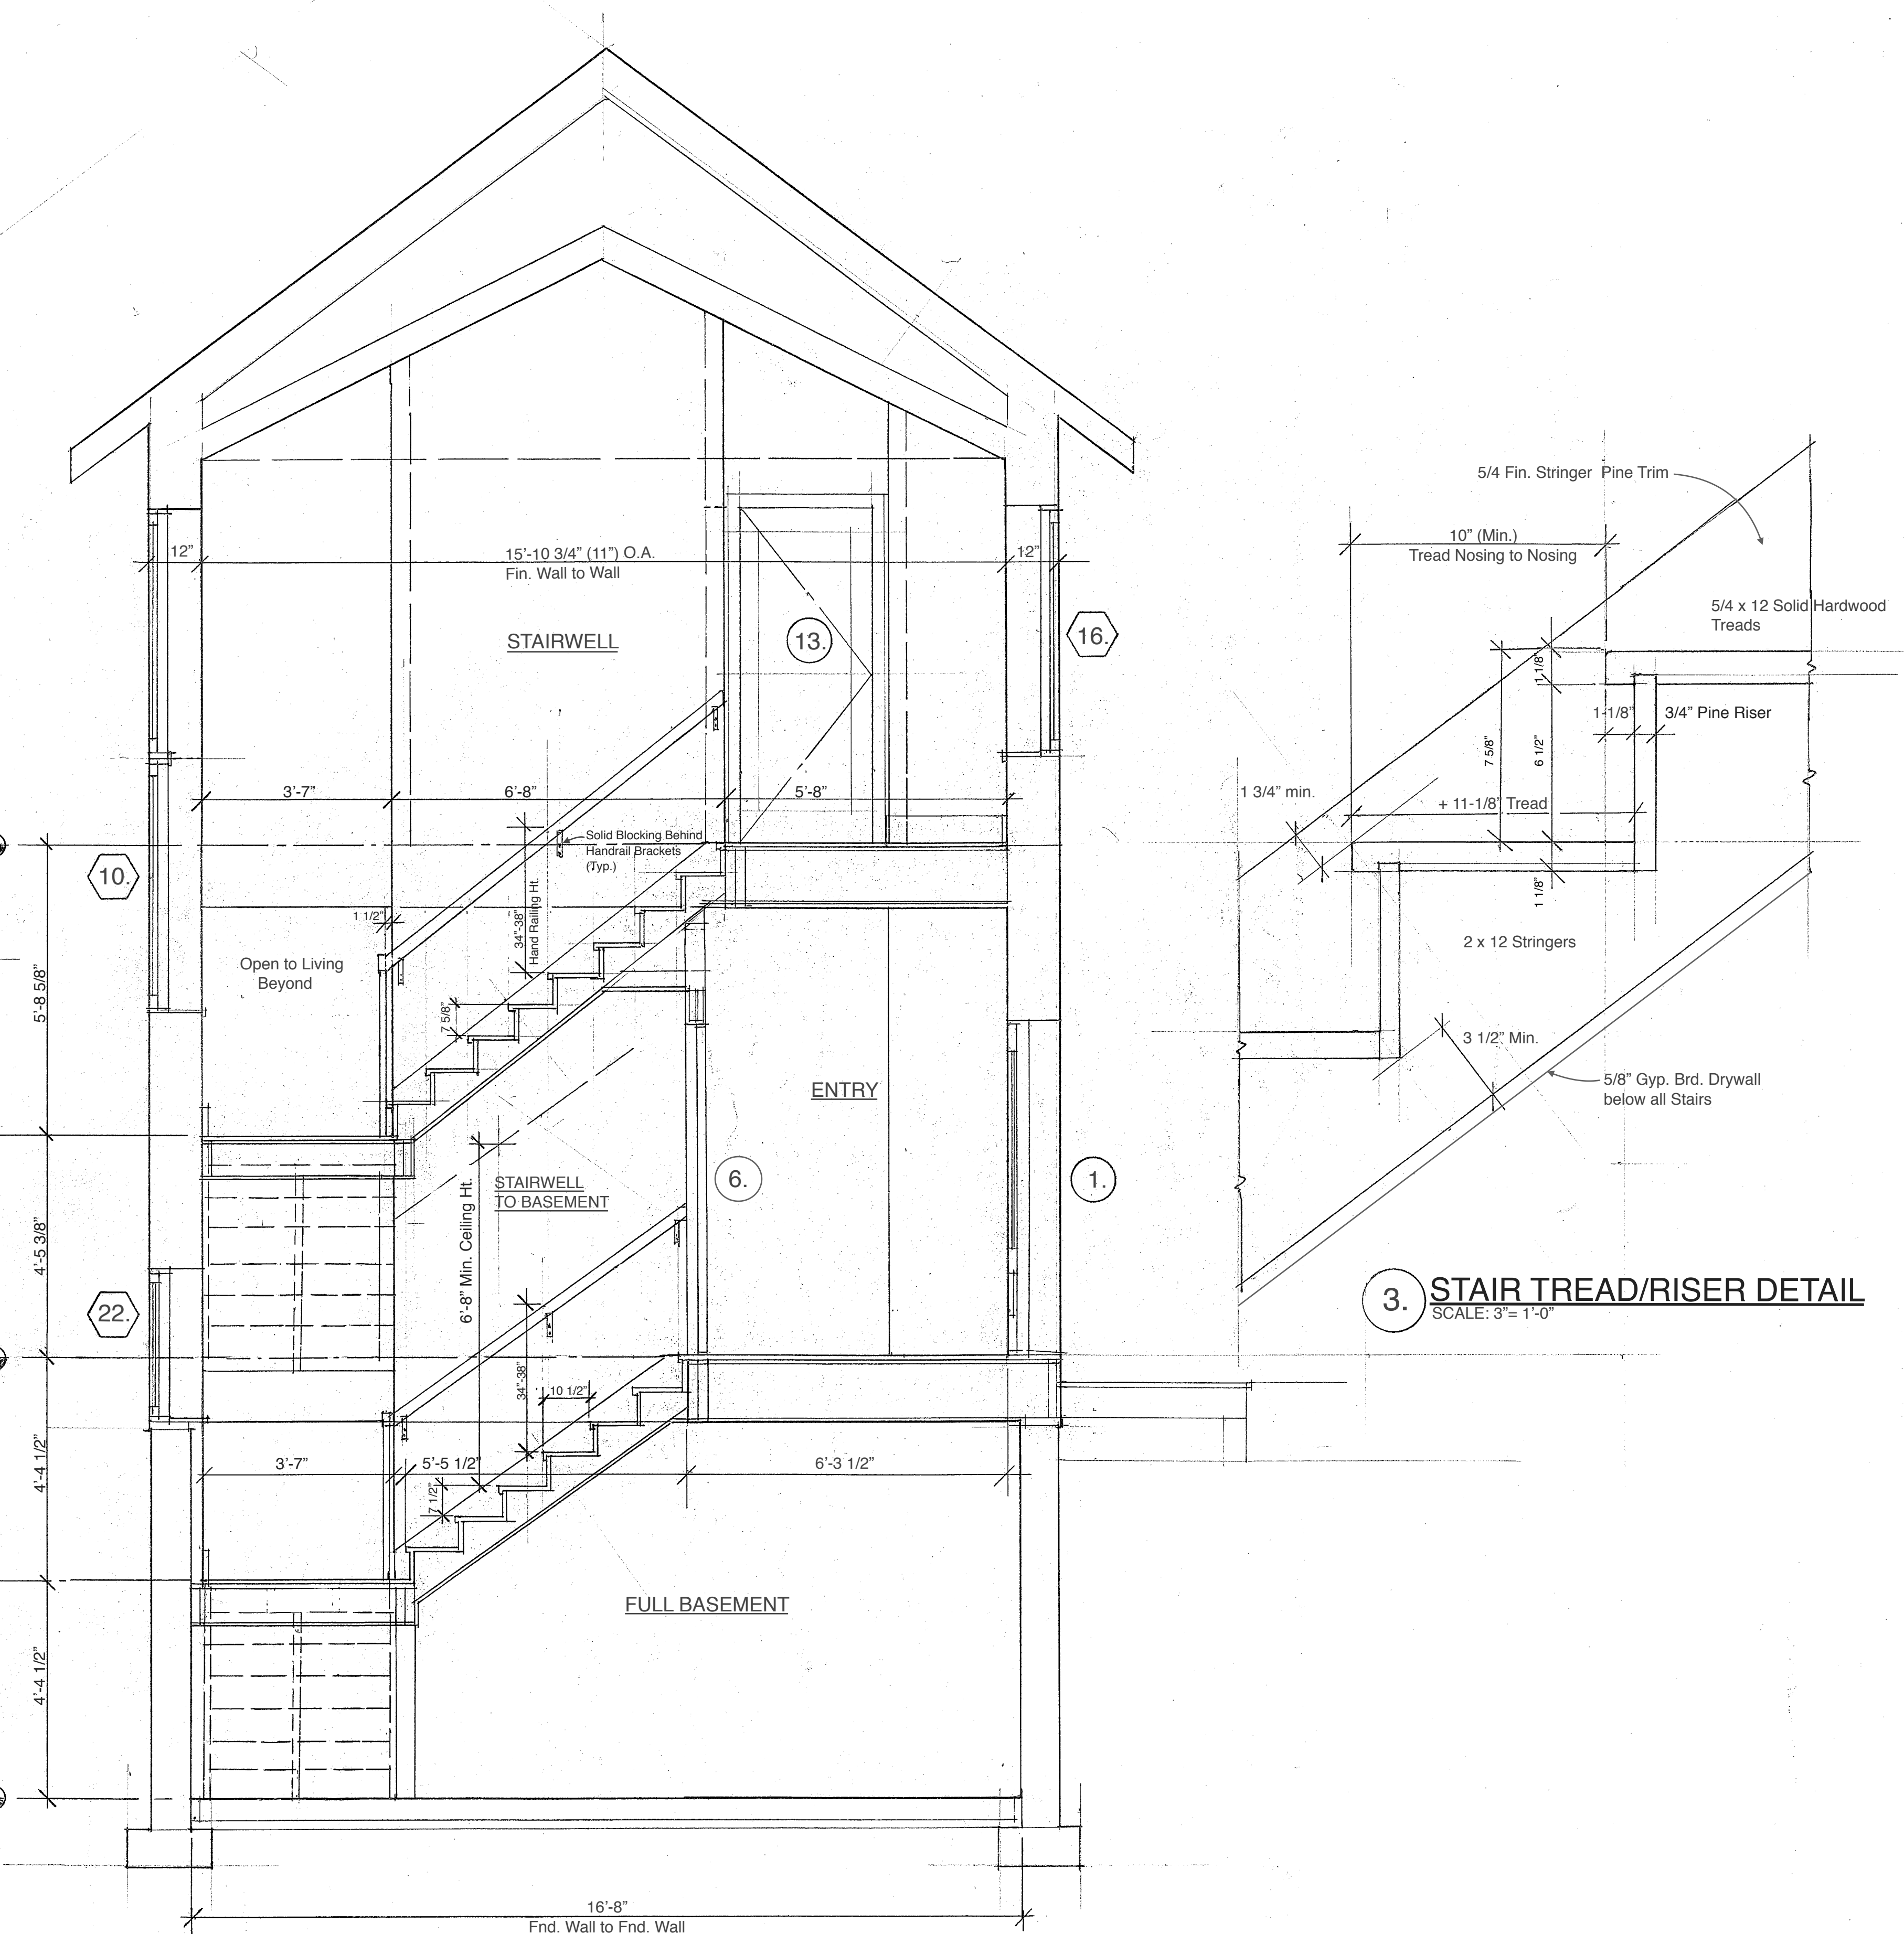 12”
15’-10 3/4” (11”) O.A.
Fin. Wall to Wall
12”
STAIRWELL
13.
16.
3’-7”
6’-8”
5’-8”
Solid Blocking Behind
Handrail Brackets
(Typ.)
10.
1 1/2”
34”-38”
Hand Railing Ht.
Open to Living
Beyond
5’-8 5/8”
7 5/8”
ENTRY
STAIRWELL
TO BASEMENT
6.
1.
6’-8” Min. Ceiling Ht.
4’-5 3/8”
22.
34”-38”
10 1/2”
3’-7”
5’-5 1/2”
6’-3 1/2”
4’-4 1/2”
7 1/2”
FULL BASEMENT
4’-4 1/2”
16’-8”
Fnd. Wall to Fnd. Wall
5/4 Fin. Stringer Pine Trim
10” (Min.)
Tread Nosing to Nosing
5/4 x 12 Solid Hardwood
Treads
1 1/8”
1-1/8”
3/4” Pine Riser
7 5/8”
6 1/2”
1 3/4” min.
+ 11-1/8” Tread
1 1/8”
2 x 12 Stringers
3 1/2” Min.
5/8” Gyp. Brd. Drywall
below all Stairs
3.
STAIR TREAD/RISER DETAIL
SCALE: 3”= 1’-0”